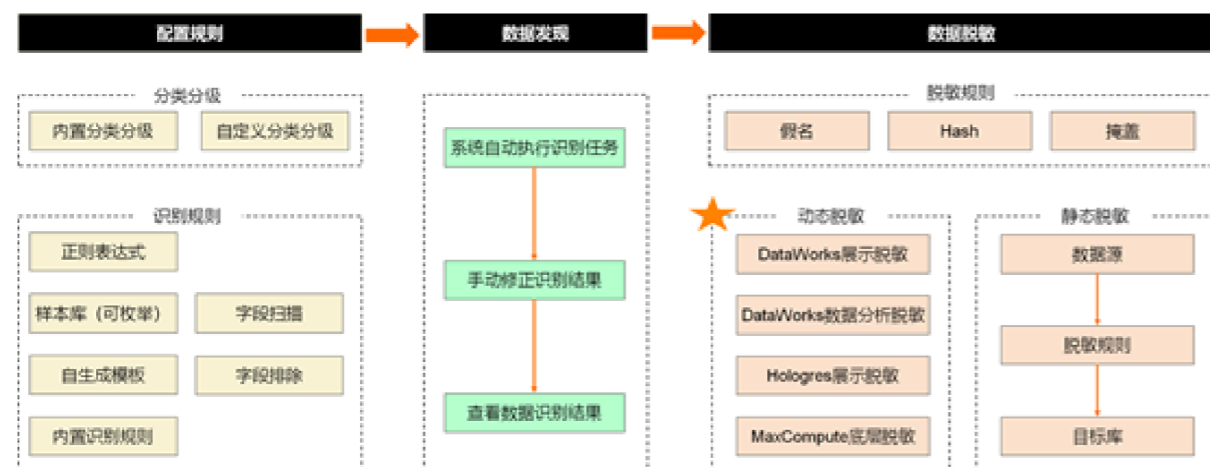 配置规则
数据发现
数据脱敏
分类分级
内置分类分级
自定义分类分级
识别规则
正则表达式
样本库（可枚举）
字段扫描
自生成模板
字段排除
内置识别规则
系统自动执行识别任务
手动修正识别结果
查看数据识别结果
脱敏规则
假名
Hash
掩盖
动态脱敏
DataWorks展示脱敏
DataWorks数据分析脱敏
Hologres展示脱敏
MaxCompute底层脱敏
静态脱敏
数据源
脱敏规则
目标库